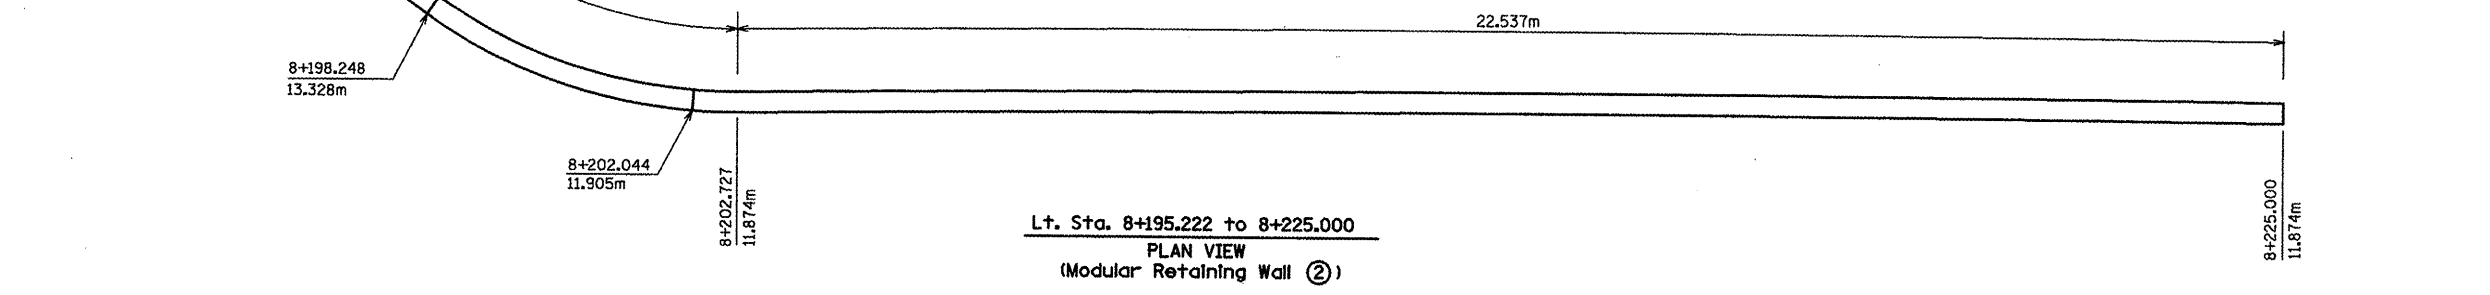 22.537m
8+198.248
13.328m
8+202.044
11.905m
8+202.727
11.874m
8+225.000
11.874m
Lt. Sta. 8+195.222 to 8+225.000
PLAN VIEW
(Modular Retaining Wall ②)